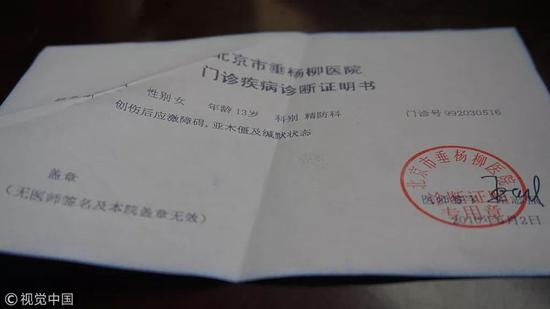 北京市垂杨柳医院
门诊疾病诊断证明书
性别 女 年龄 13岁 科别 精防科 门诊号 992030516
创伤后应激障碍，亚木僵及缄默状态
北京市垂杨柳医院
诊断证明
专用章
盖章
(无医师签名及本院盖章无效)
©视觉中国